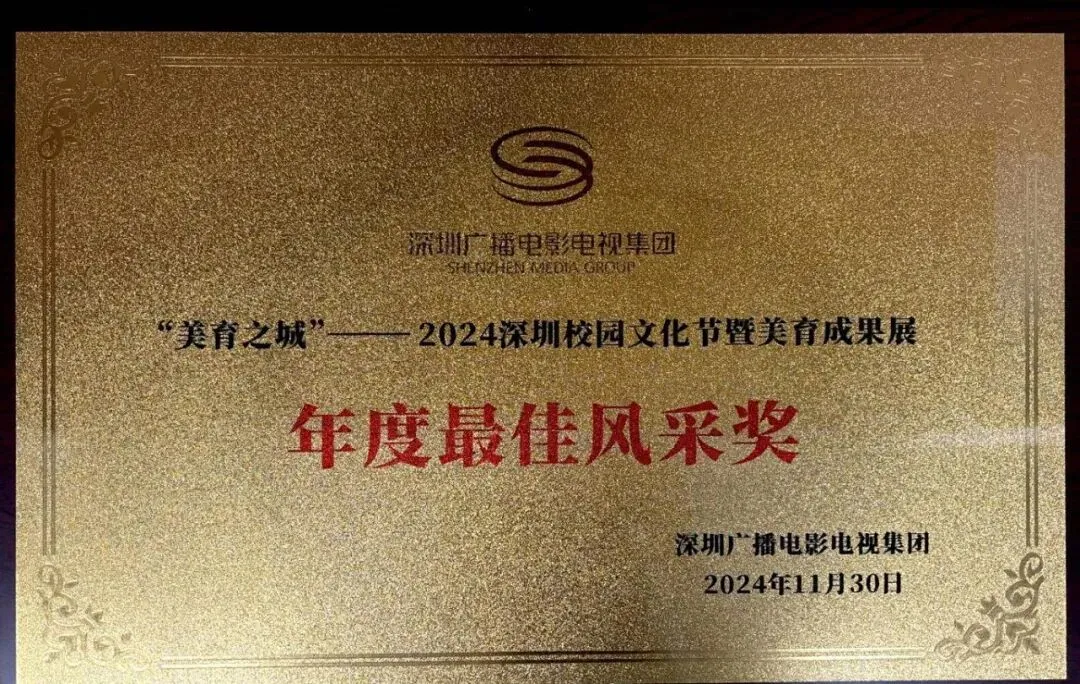 深圳广播电影电视集团
SHENZHEN MEDIA GROUP
“美育之城”——2024深圳校园文化节暨美育成果展
年度最佳风采奖
深圳广播电影电视集团
2024年11月30日